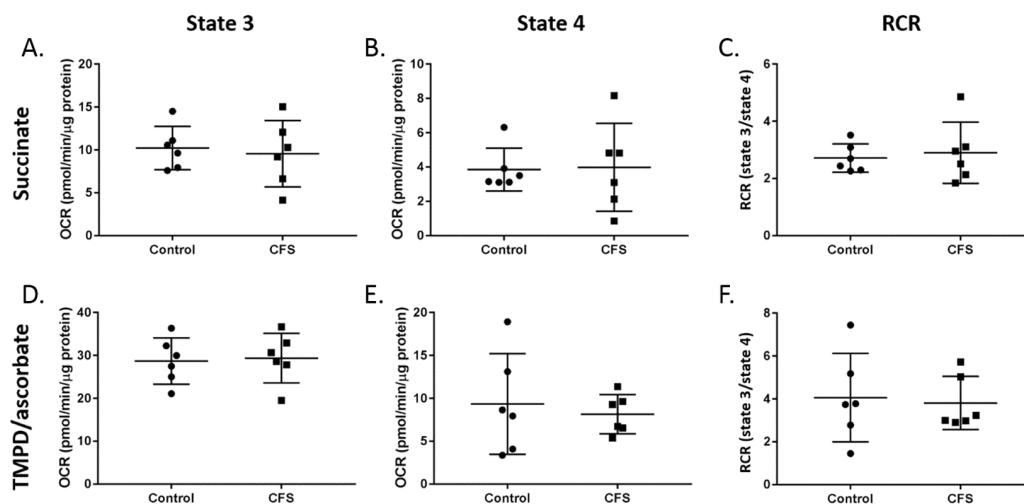 State 3
State 4
RCR
Succinate
A.
OCR (pmol/min/µg protein)
20
15
10
5
0
Control
CFS
B.
OCR (pmol/min/µg protein)
10
8
6
4
2
0
Control
CFS
C.
RCR (state 3/state 4)
6
4
2
0
Control
CFS
TMPD/ascorbate
D.
OCR (pmol/min/µg protein)
40
30
20
10
0
Control
CFS
E.
OCR (pmol/min/µg protein)
20
15
10
5
0
Control
CFS
F.
RCR (state 3/state 4)
8
6
4
2
0
Control
CFS